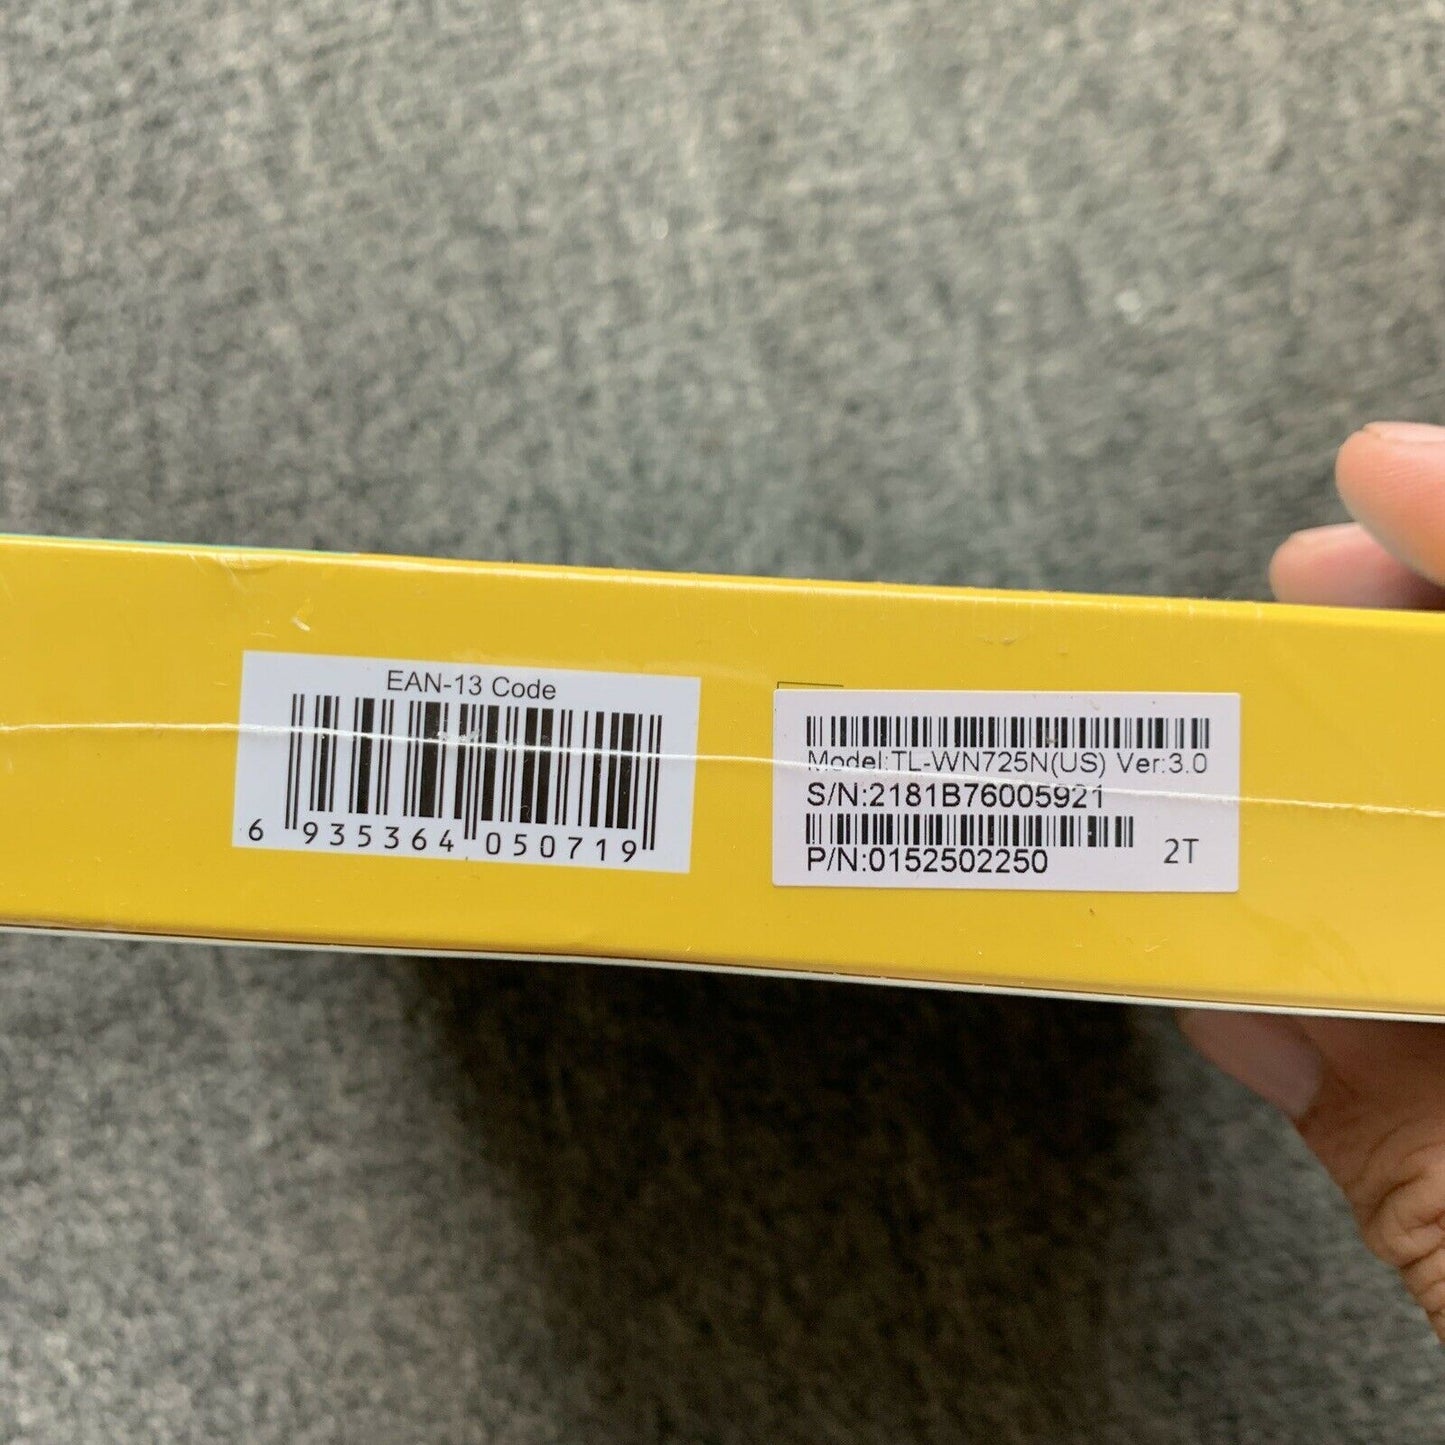 EAN-13 Code
6 935364 050719
Model:TL-WN725N(US) Ver:3.0
S/N:2181B76005921
P/N:0152502250
2T